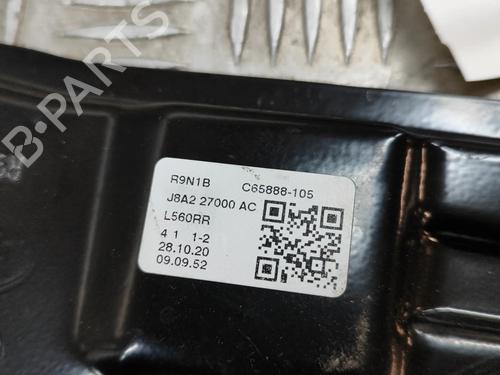 B-PARTS
R9N1B C65888-105
J8A2 27000 AC
L560RR
4 1 1-2
28.10.20
09.09.52